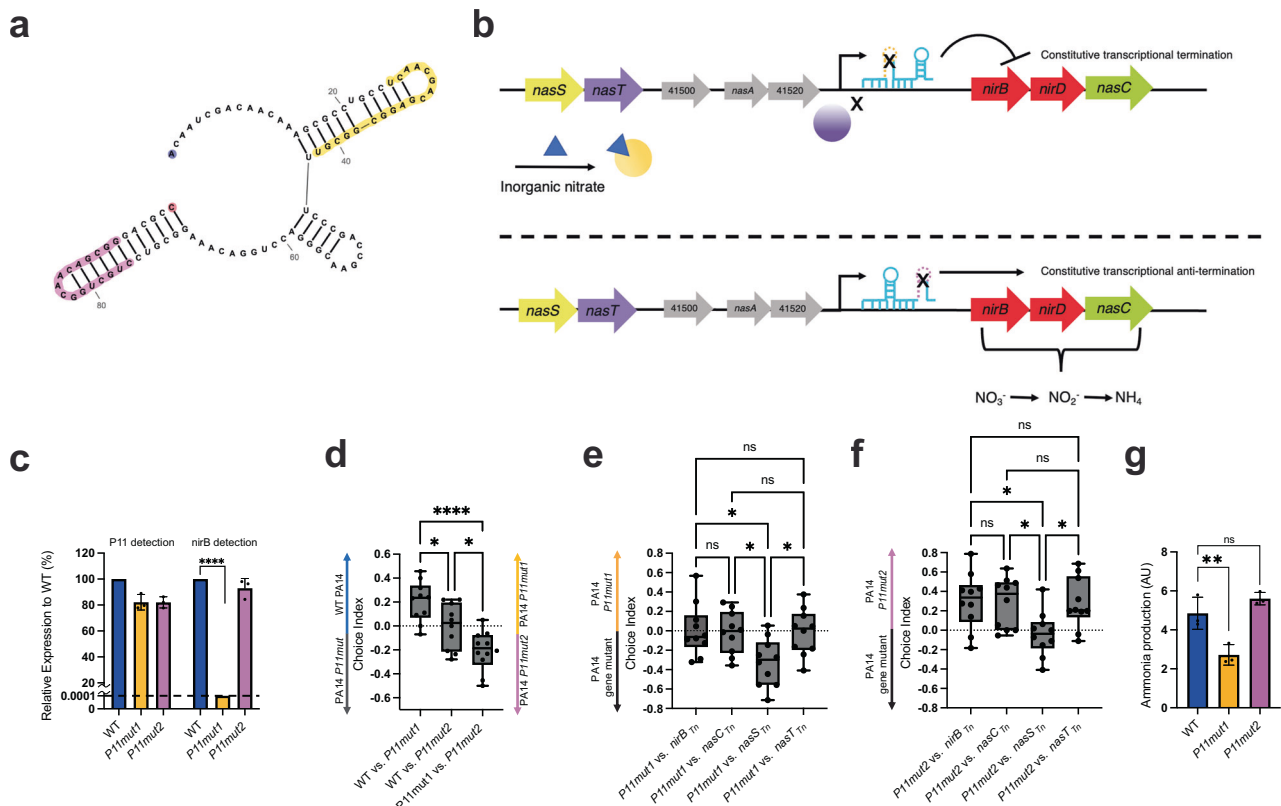 a
b
20
40
60
80
nasS
nasT
41500
nasA
41520
X
X
nirB
nirD
nasC
Constitutive transcriptional termination
Inorganic nitrate
nasS
nasT
41500
nasA
41520
X
nirB
nirD
nasC
Constitutive transcriptional anti-termination
NO3- NO2- NH4
c
P11 detection
nirB detection
****
Relative Expression to WT (%)
120
100
80
60
40
20
0.0001
0
WT
P11mut1
P11mut2
WT
P11mut1
P11mut2
d
****
*
*
PA14 P11mut
WT PA14
Choice Index
0.6
0.4
0.2
0.0
-0.2
-0.4
-0.6
-0.8
PA14 P11mut2
PA14 P11mut1
WT vs. P11mut1
WT vs. P11mut2
P11mut1 vs. P11mut2
e
ns
ns
*
ns
*
*
PA14
P11mut1
PA14
gene mutant
Choice Index
0.8
0.6
0.4
0.2
0.0
-0.2
-0.4
-0.6
-0.8
P11mut1 vs. nirB Tn
P11mut1 vs. nasC Tn
P11mut1 vs. nasS Tn
P11mut1 vs. nasT Tn
f
ns
ns
*
ns
*
*
PA14
P11mut2
PA14
gene mutant
Choice Index
0.8
0.6
0.4
0.2
0.0
-0.2
-0.4
-0.6
-0.8
P11mut2 vs. nirB Tn
P11mut2 vs. nasC Tn
P11mut2 vs. nasS Tn
P11mut2 vs. nasT Tn
g
ns
**
Ammonia production (AU)
8
6
4
2
0
WT
P11mut1
P11mut2